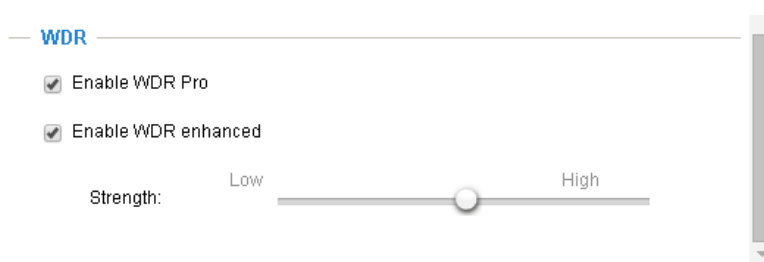 WDR
Enable WDR Pro
Enable WDR enhanced
Low High
Strength: